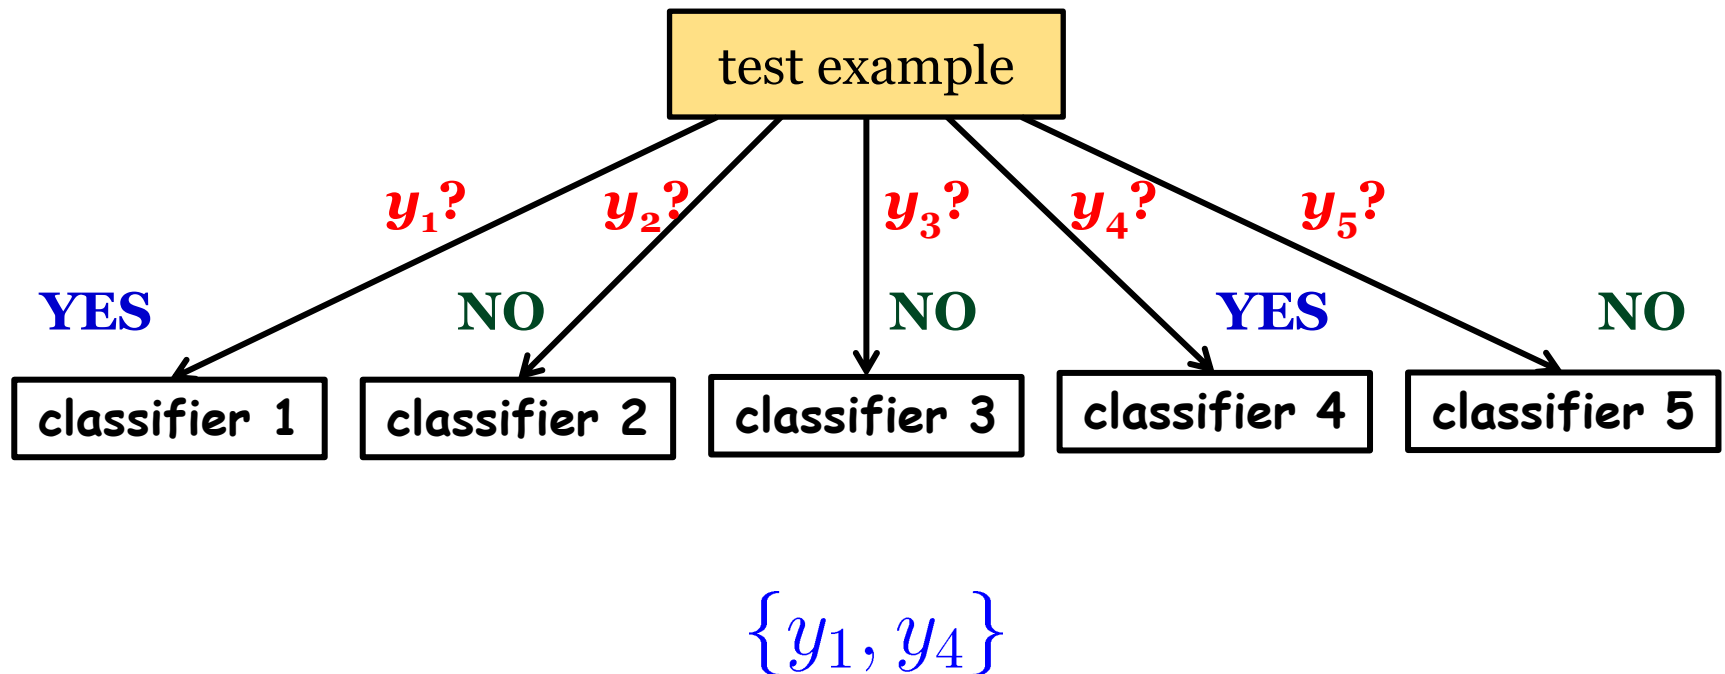 test example
y₁? y₂? y₃? y₄? y₅?
YES NO NO YES NO
classifier 1 classifier 2 classifier 3 classifier 4 classifier 5
{y₁, y₄}